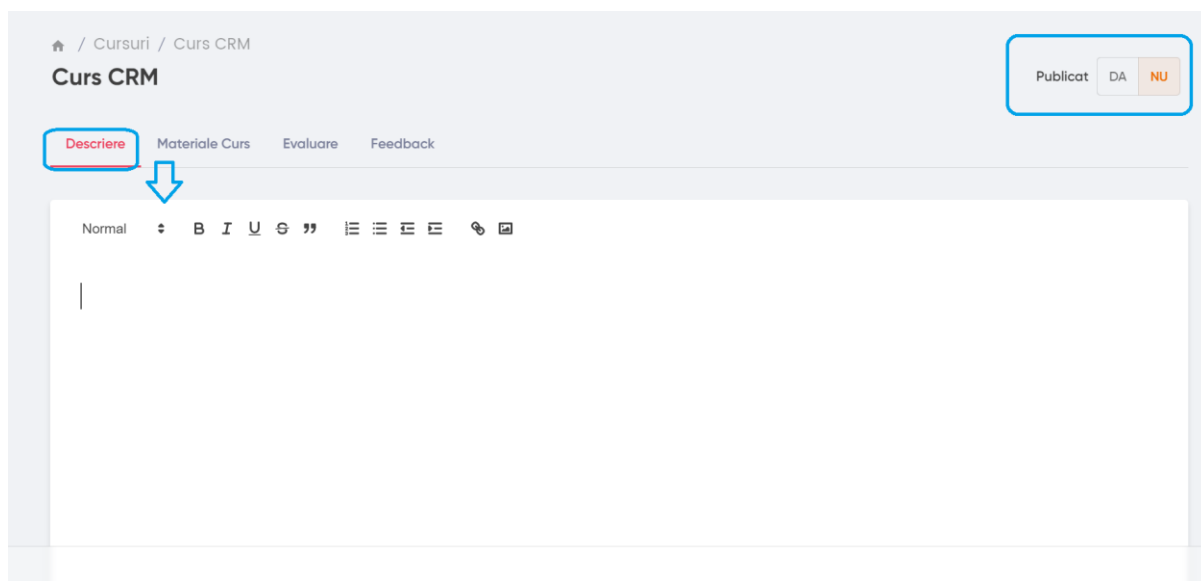 / Cursuri / Curs CRM
Curs CRM
Publicat DA NU
Descriere Materiale Curs Evaluare Feedback
Normal B I U S